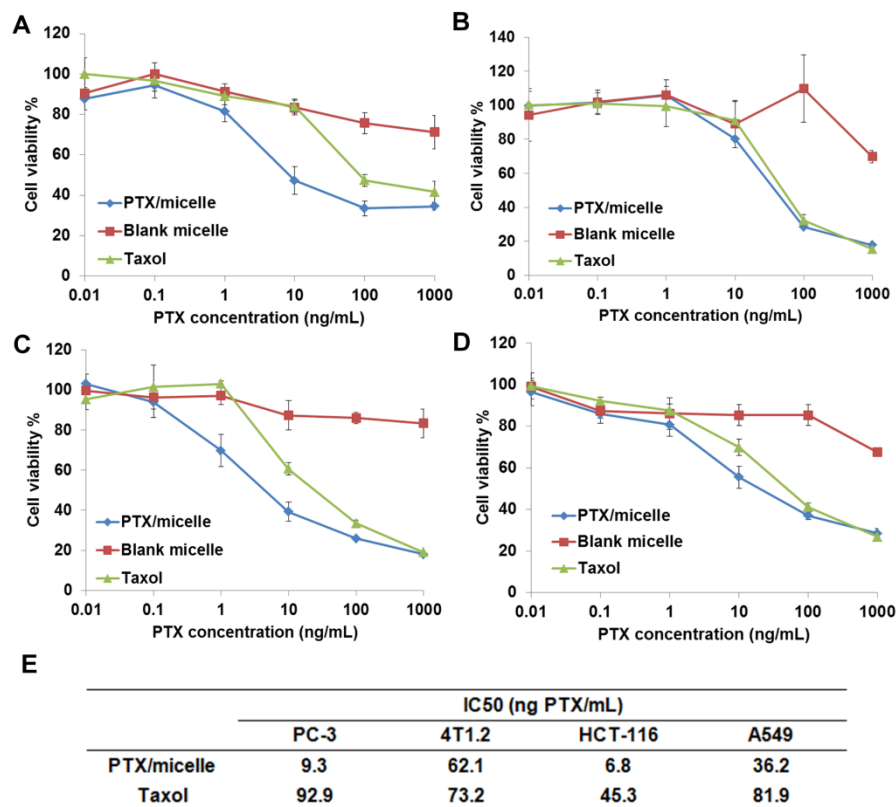 A
120
100
80
60
40
20
0
Cell viability %
PTX/micelle
Blank micelle
Taxol
0.01 0.1 1 10 100 1000
PTX concentration (ng/mL)
B
140
120
100
80
60
40
20
0
Cell viability %
PTX/micelle
Blank micelle
Taxol
0.01 0.1 1 10 100 1000
PTX concentration (ng/mL)
C
120
100
80
60
40
20
0
Cell viability %
PTX/micelle
Blank micelle
Taxol
0.01 0.1 1 10 100 1000
PTX concentration (ng/mL)
D
120
100
80
60
40
20
0
Cell viability %
PTX/micelle
Blank micelle
Taxol
0.01 0.1 1 10 100 1000
PTX concentration (ng/mL)
E
IC50 (ng PTX/mL)
PC-3 4T1.2 HCT-116 A549
PTX/micelle 9.3 62.1 6.8 36.2
Taxol 92.9 73.2 45.3 81.9